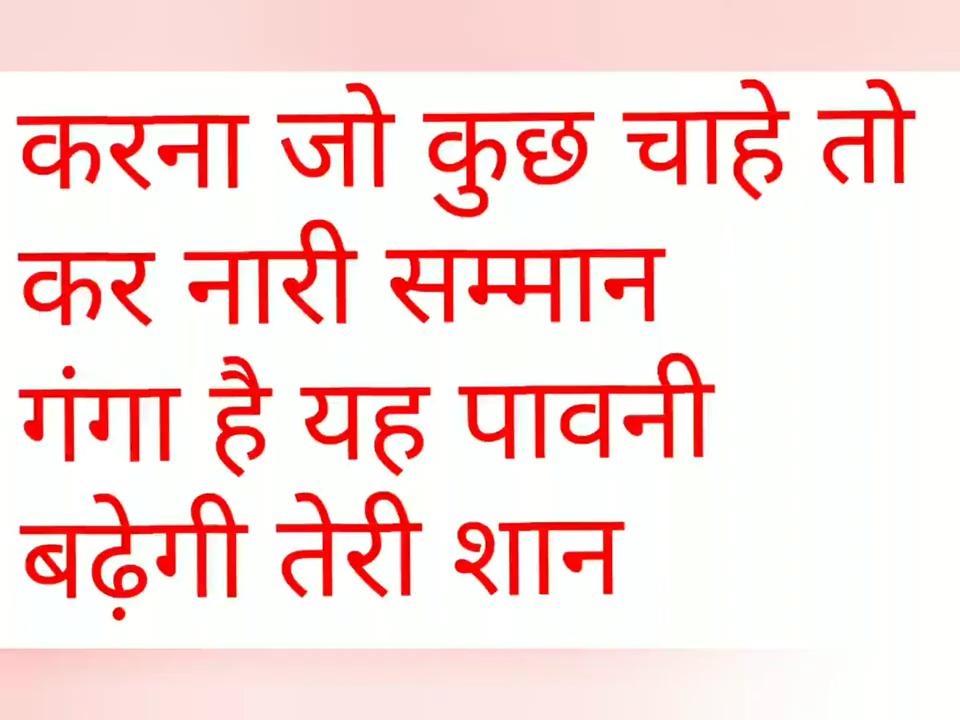 करना जो कुछ चाहे तो
कर नारी सम्मान
गंगा है यह पावनी
बढ़ेगी तेरी शान